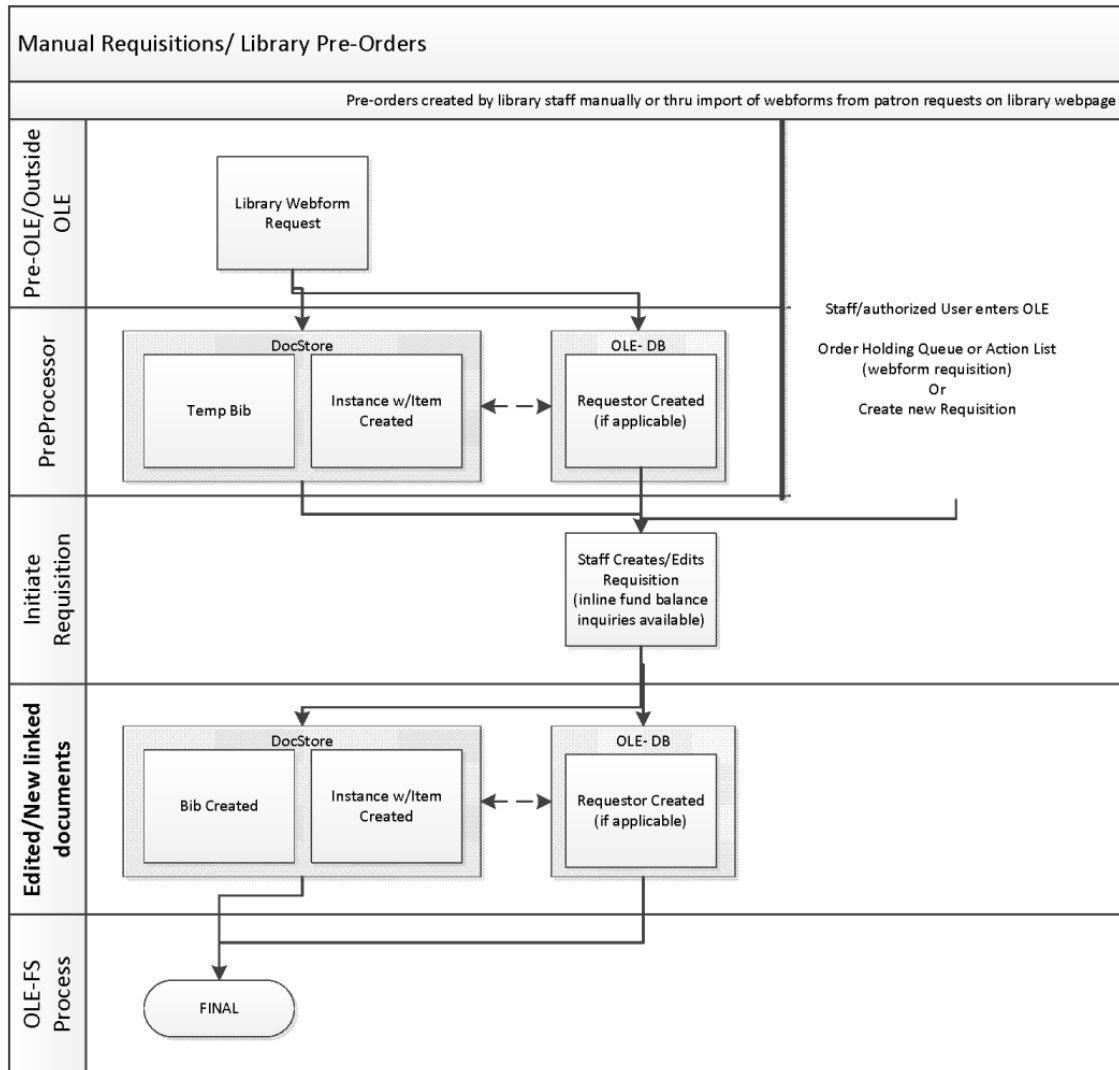 Manual Requisitions/ Library Pre-Orders
Pre-orders created by library staff manually or thru import of webforms from patron requests on library webpage
Pre-OLE/Outside
OLE
Library Webform
Request
PreProcessor
DocStore
Temp Bib
Instance w/Item
Created
OLE- DB
Requestor Created
(if applicable)
Staff/authorized User enters OLE
Order Holding Queue or Action List
(webform requisition)
Or
Create new Requisition
Initiate
Requisition
Staff Creates/Edits
Requisition
(inline fund balance
inquiries available)
Edited/New linked
documents
DocStore
Bib Created
Instance w/Item
Created
OLE- DB
Requestor Created
(if applicable)
OLE-FS
Process
FINAL